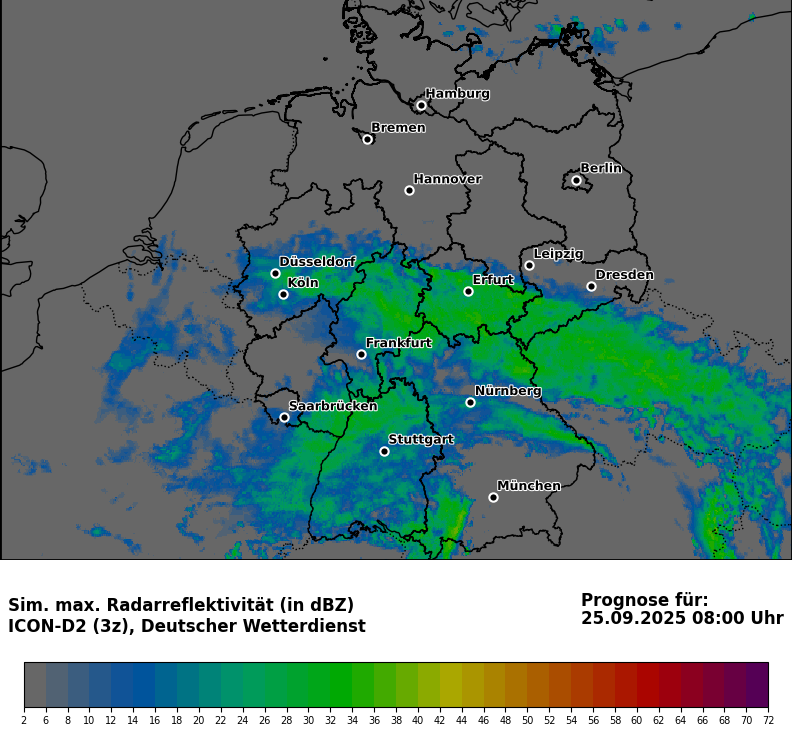 Hamburg
Bremen
Berlin
Hannover
Leipzig
Düsseldorf
Dresden
Köln
Erfurt
Frankfurt
Nürnberg
Saarbrücken
Stuttgart
München
Sim. max. Radarreflektivität (in dBZ)
ICON-D2 (3z), Deutscher Wetterdienst
Prognose für:
25.09.2025 08:00 Uhr
2 6 8 10 12 14 16 18 20 22 24 26 28 30 32 34 36 38 40 42 44 46 48 50 52 54 56 58 60 62 64 66 68 70 72